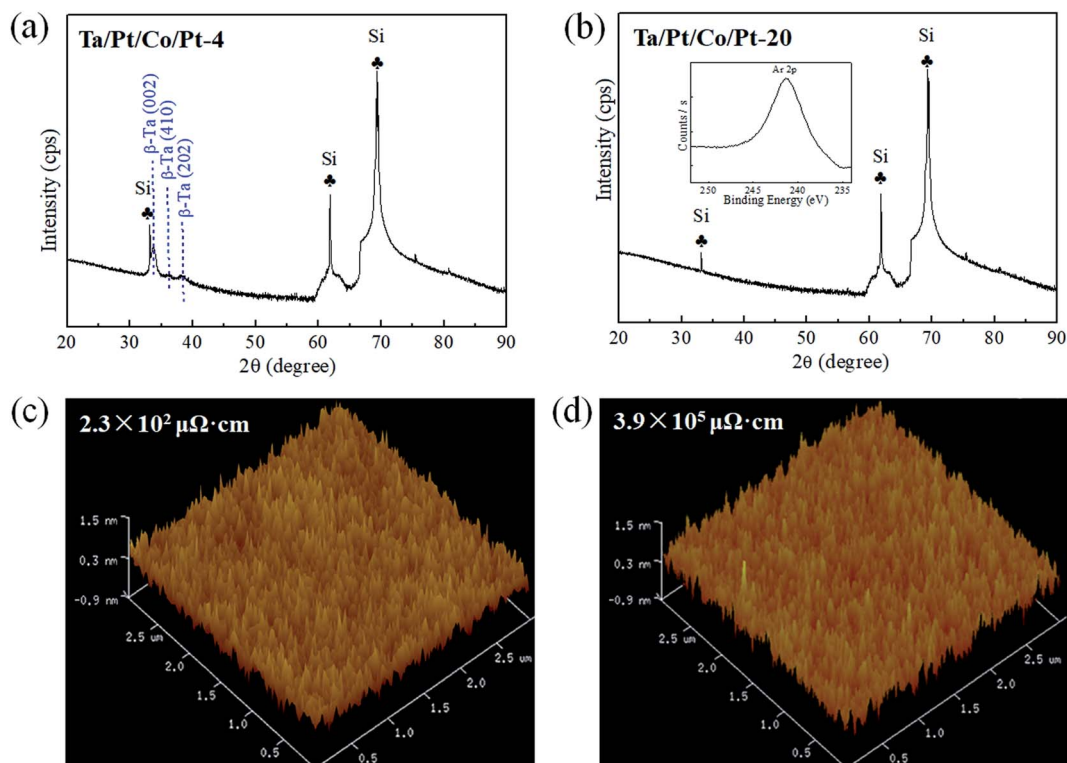 (a)
Ta/Pt/Co/Pt-4
Si
β-Ta (002)
β-Ta (410)
β-Ta (202)
Si
Si
Intensity (cps)
20 30 40 50 60 70 80 90
2θ (degree)
(b)
Ta/Pt/Co/Pt-20
Si
Ar 2p
Counts / s
250 245 240 235
Binding Energy (eV)
Si
Si
Intensity (cps)
20 30 40 50 60 70 80 90
2θ (degree)
(c)
2.3×10² μΩ·cm
1.5 nm
0.3 nm
-0.9 nm
2.5 um
2.0
1.5
1.0
0.5
2.5 um
2.0
1.5
1.0
0.5
(d)
3.9×10⁵ μΩ·cm
1.5 nm
0.3 nm
-0.9 nm
2.5 um
2.0
1.5
1.0
0.5
2.5 um
2.0
1.5
1.0
0.5